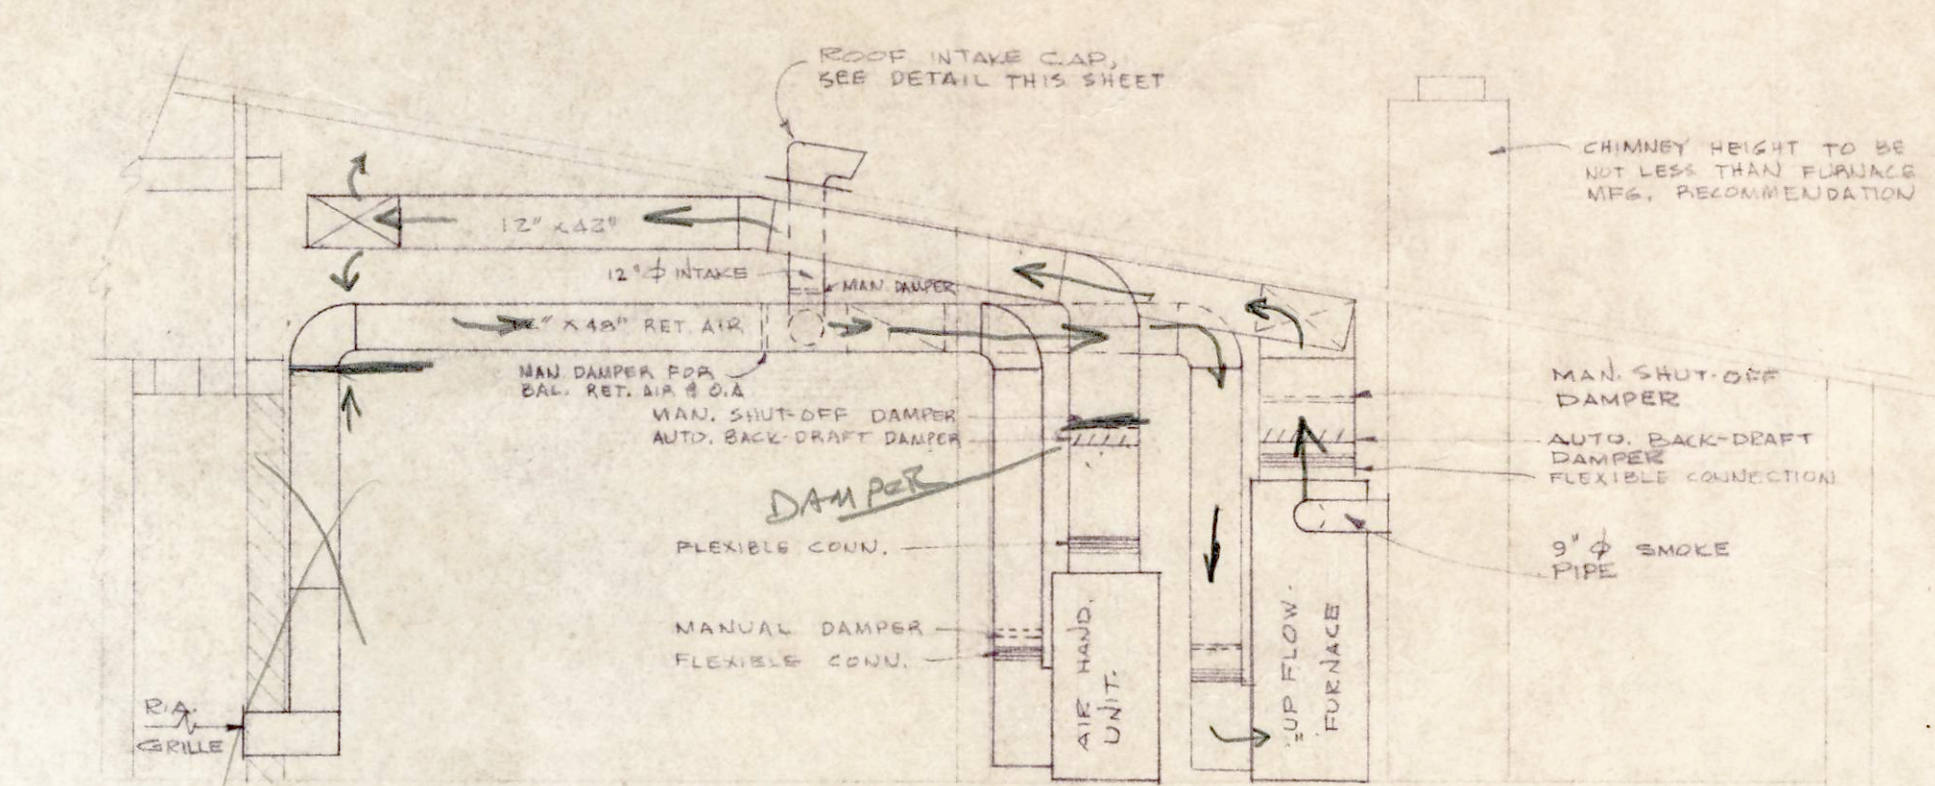 ROOF INTAKE CAP,
SEE DETAIL THIS SHEET
CHIMNEY HEIGHT TO BE
NOT LESS THAN FURNACE
MFG. RECOMMENDATION
12" x 42"
12" ϕ INTAKE
MAN. DAMPER
X 48" RET. AIR
MAN. DAMPER FOR
BAL. RET. AIR & O.A
MAN. SHUT-OFF DAMPER
AUTO. BACK-DRAFT DAMPER
DAMPER
FLEXIBLE CONN.
MANUAL DAMPER
FLEXIBLE CONN.
AIR HAND.
UNIT.
UPFLOW
FURNACE
MAN. SHUT-OFF
DAMPER
AUTO. BACK-DRAFT
DAMPER
FLEXIBLE CONNECTION
9" ϕ SMOKE
PIPE
R.A.
GRILLE